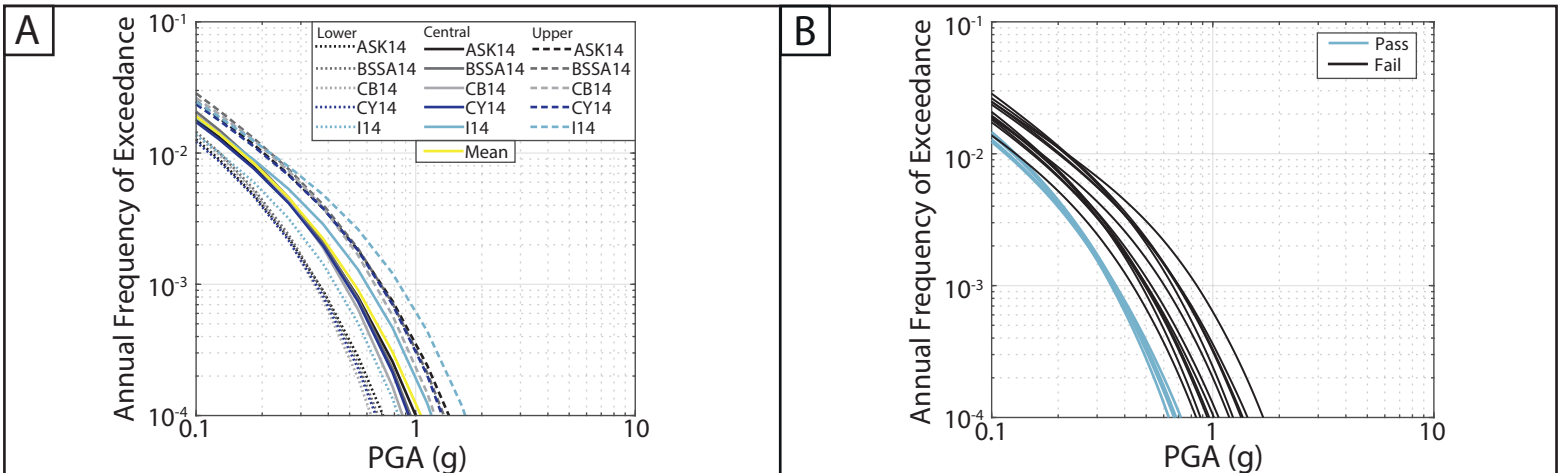 A
Annual Frequency of Exceedance
10-1
10-2
10-3
10-4
0.1
1
10
PGA (g)
Lower Central Upper
ASK14 ASK14 ASK14
BSSA14 BSSA14 BSSA14
CB14 CB14 CB14
CY14 CY14 CY14
I14 I14 I14
Mean
B
Annual Frequency of Exceedance
10-1
10-2
10-3
10-4
0.1
1
10
PGA (g)
Pass
Fail